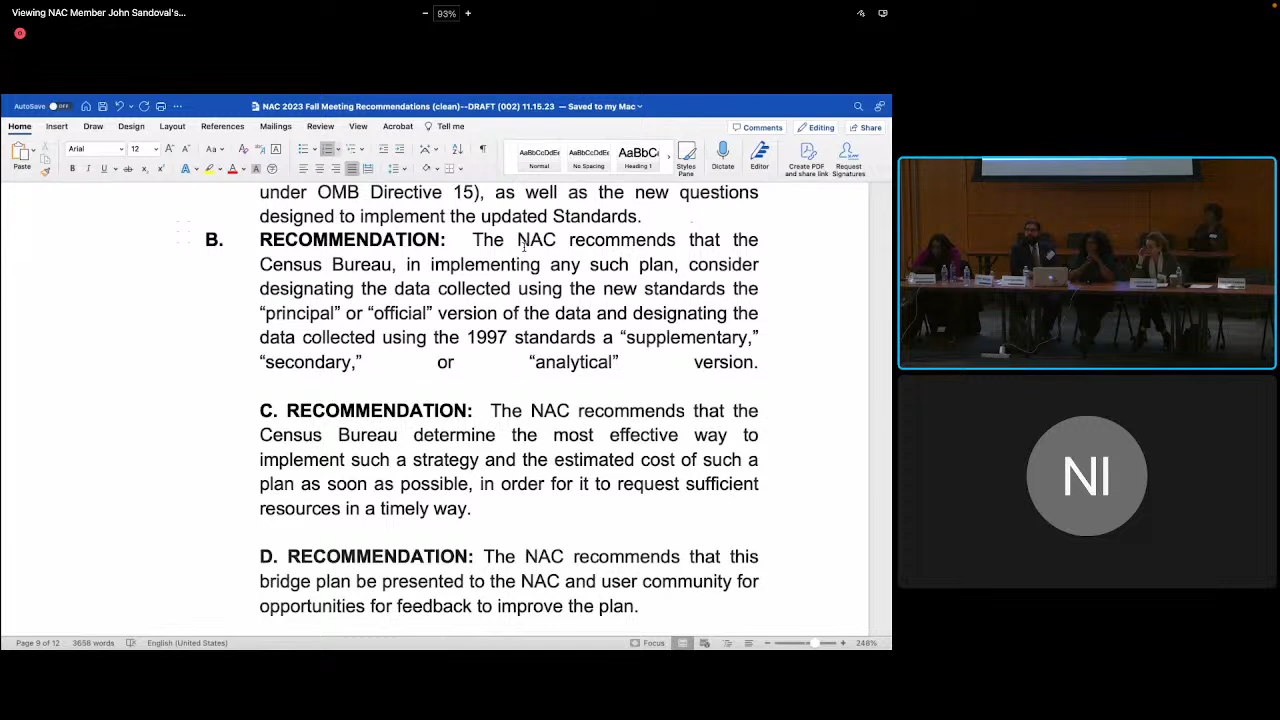 Viewing NAC Member John Sandoval's...
93%
AutoSave OFF
NAC 2023 Fall Meeting Recommendations (clean)--DRAFT (002) 11.15.23 — Saved to my Mac
Home Insert Draw Design Layout References Mailings Review View Acrobat Tell me
Comments Editing Share
Paste
Arial 12
AaBbCcDdEe AaBbCcDdEe AaBbC
Normal No Spacing Heading 1
Styles Pane
Dictate
Editor
Create PDF and share link
Request Signatures
under OMB Directive 15), as well as the new questions
designed to implement the updated Standards.
B. RECOMMENDATION: The NAC recommends that the
Census Bureau, in implementing any such plan, consider
designating the data collected using the new standards the
“principal” or “official” version of the data and designating the
data collected using the 1997 standards a “supplementary,”
“secondary,” or “analytical” version.
C. RECOMMENDATION: The NAC recommends that the
Census Bureau determine the most effective way to
implement such a strategy and the estimated cost of such a
plan as soon as possible, in order for it to request sufficient
resources in a timely way.
D. RECOMMENDATION: The NAC recommends that this
bridge plan be presented to the NAC and user community for
opportunities for feedback to improve the plan.
Page 9 of 12 3658 words English (United States) Focus 248%
NI